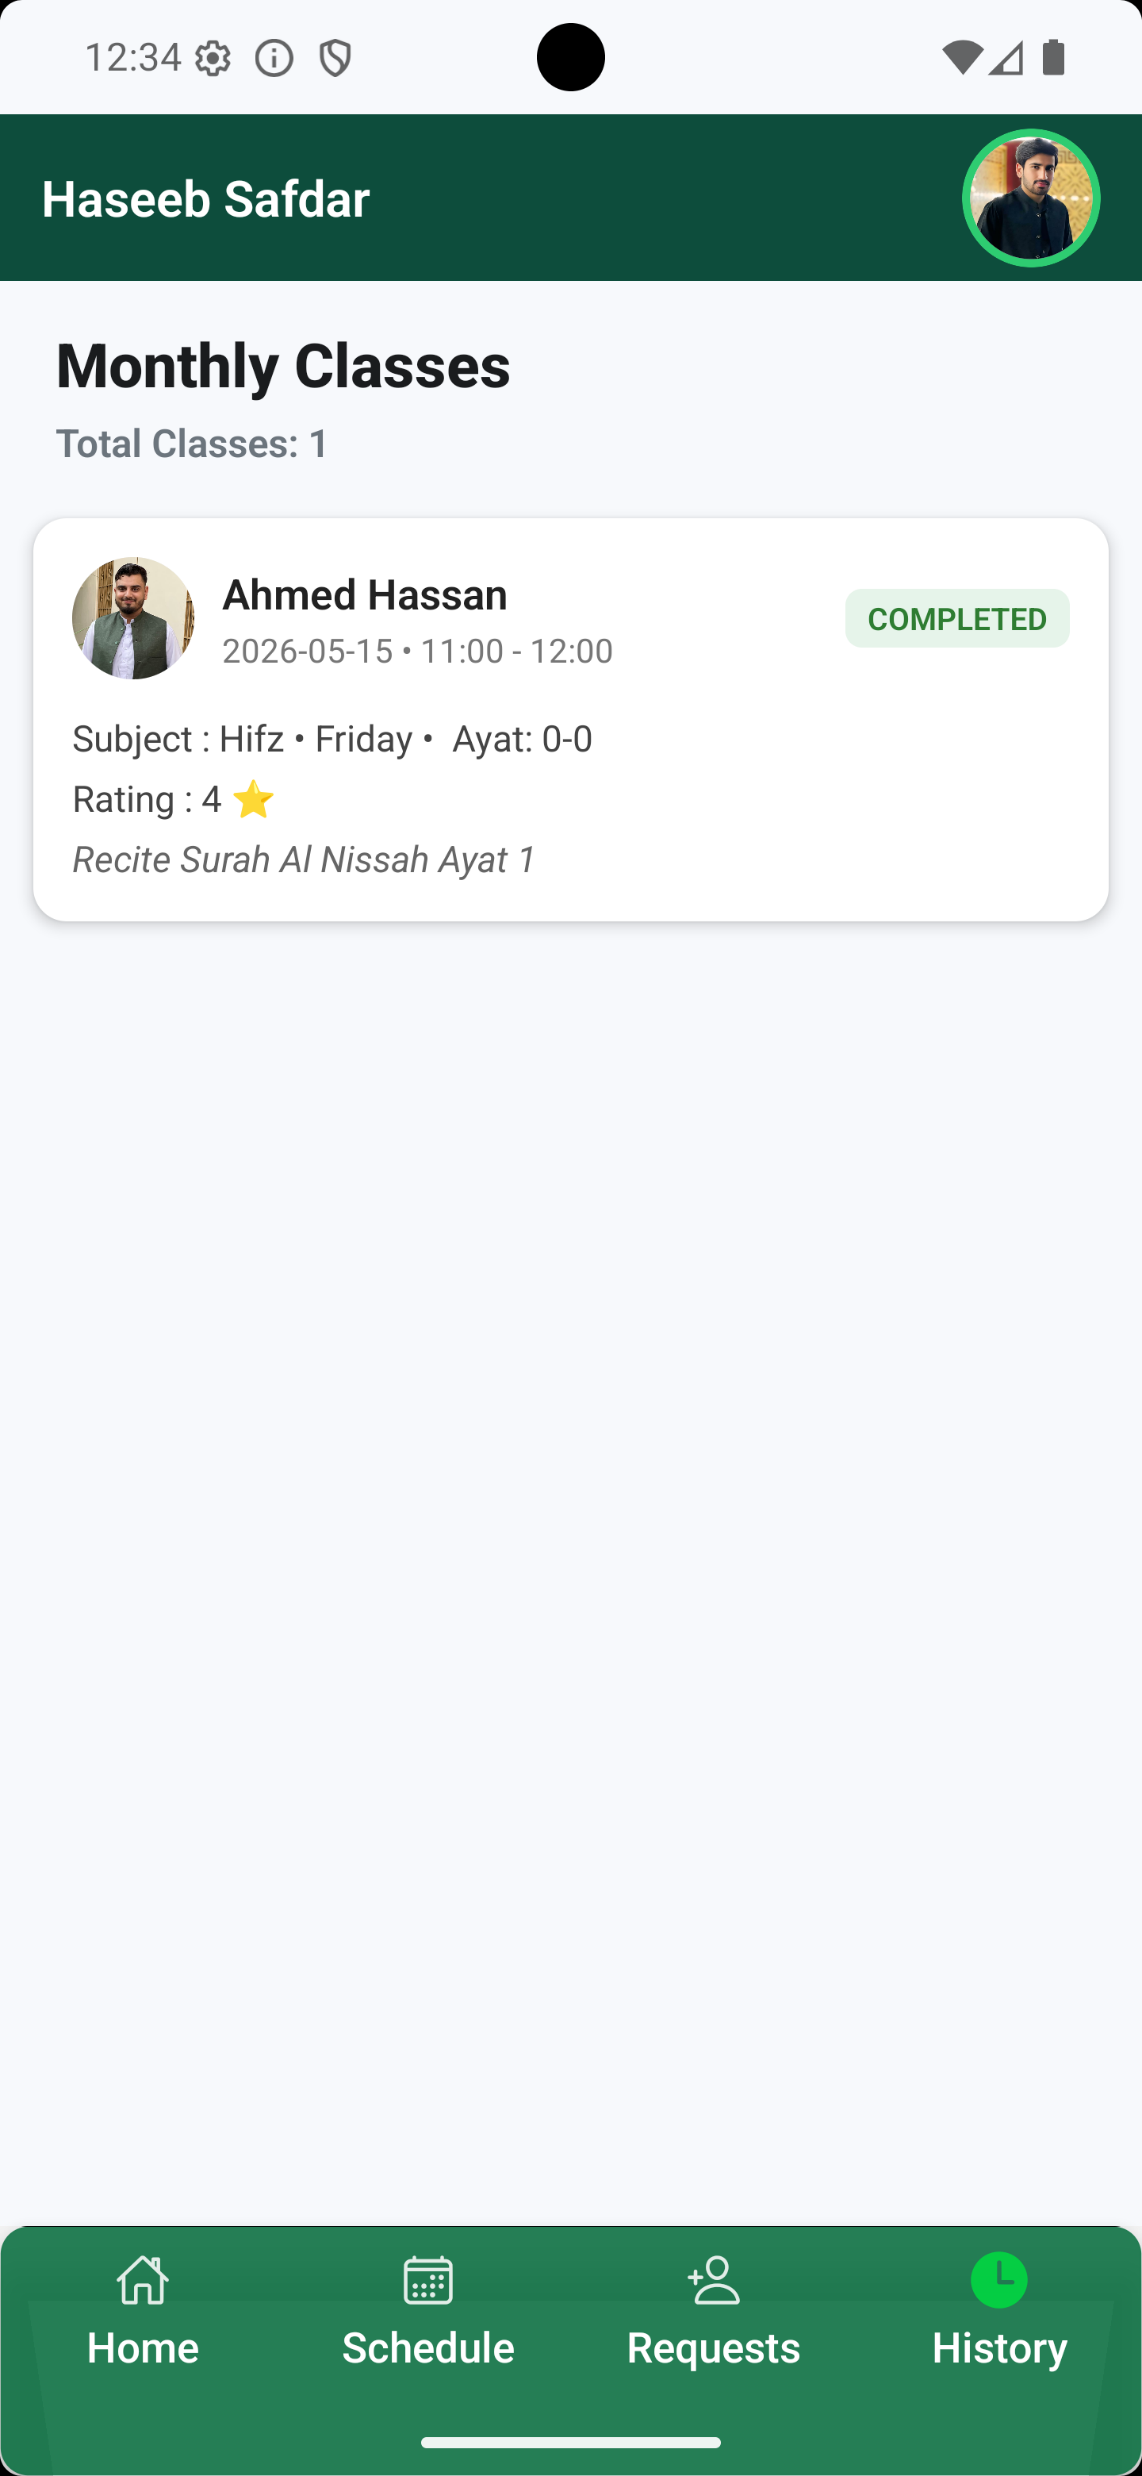 12:34
Haseeb Safdar
Monthly Classes
Total Classes: 1
Ahmed Hassan
COMPLETED
2026-05-15 • 11:00 - 12:00
Subject : Hifz • Friday •  Ayat: 0-0
Rating : 4 ⭐
Recite Surah Al Nissah Ayat 1
Home
Schedule
Requests
History